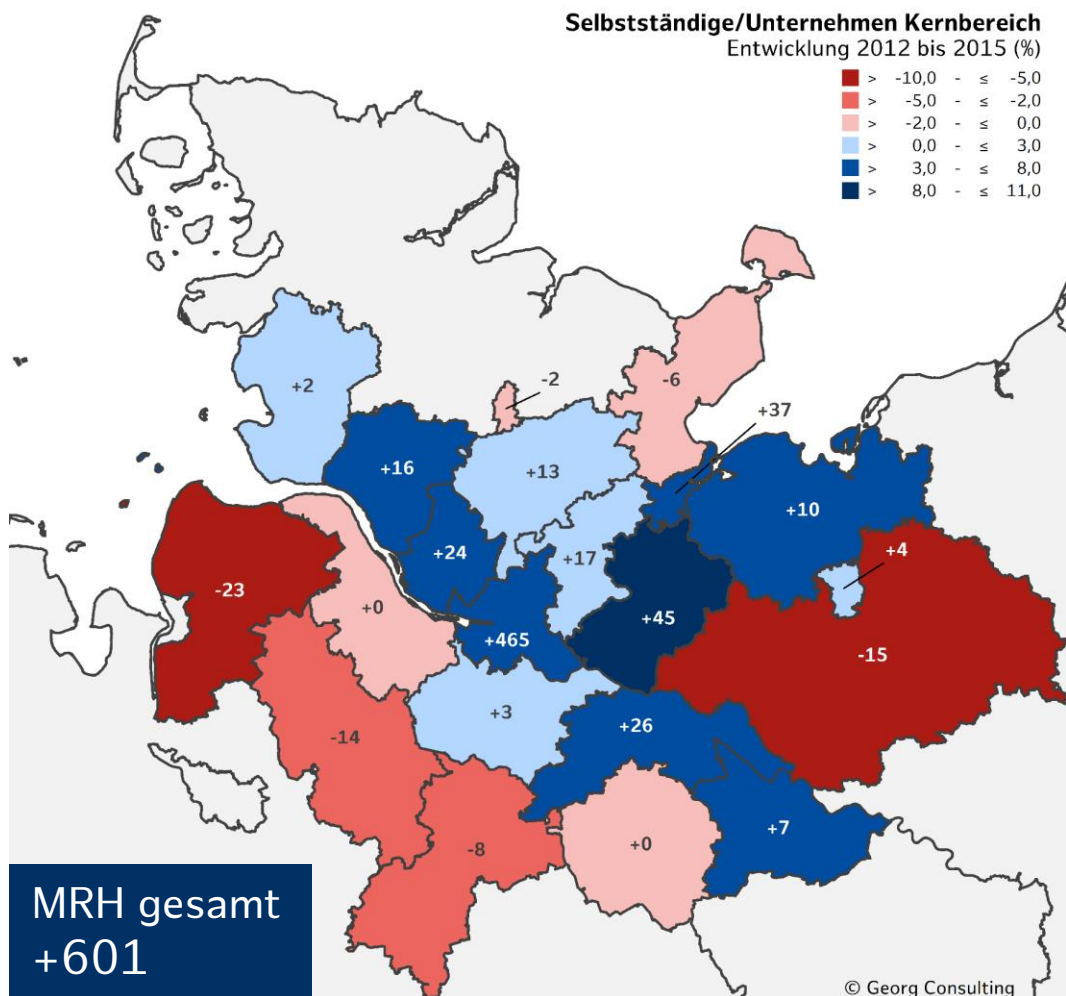 Selbstständige/Unternehmen Kernbereich
Entwicklung 2012 bis 2015 (%)
> -10,0 - ≤ -5,0
> -5,0 - ≤ -2,0
> -2,0 - ≤ 0,0
> 0,0 - ≤ 3,0
> 3,0 - ≤ 8,0
> 8,0 - ≤ 11,0
+2
-2
-6
+37
+16
+13
+10
+24
+17
+4
-23
+0
+465
+45
-15
+3
+26
-14
+7
-8
+0
MRH gesamt
+601
© Georg Consulting